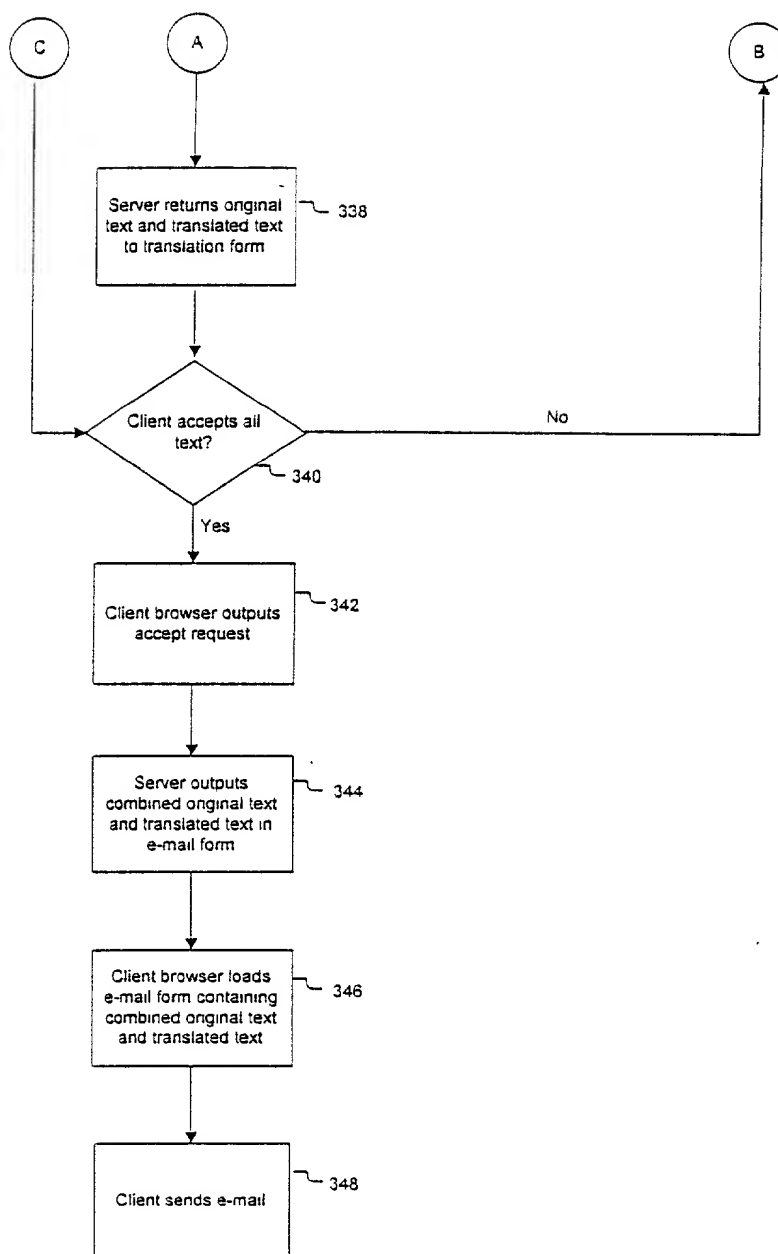 C
A
B
Server returns original
text and translated text
to translation form
338
Client accepts all
text?
340
No
Yes
Client browser outputs
accept request
342
Server outputs
combined original text
and translated text in
e-mail form
344
Client browser loads
e-mail form containing
combined original text
and translated text
346
Client sends e-mail
348